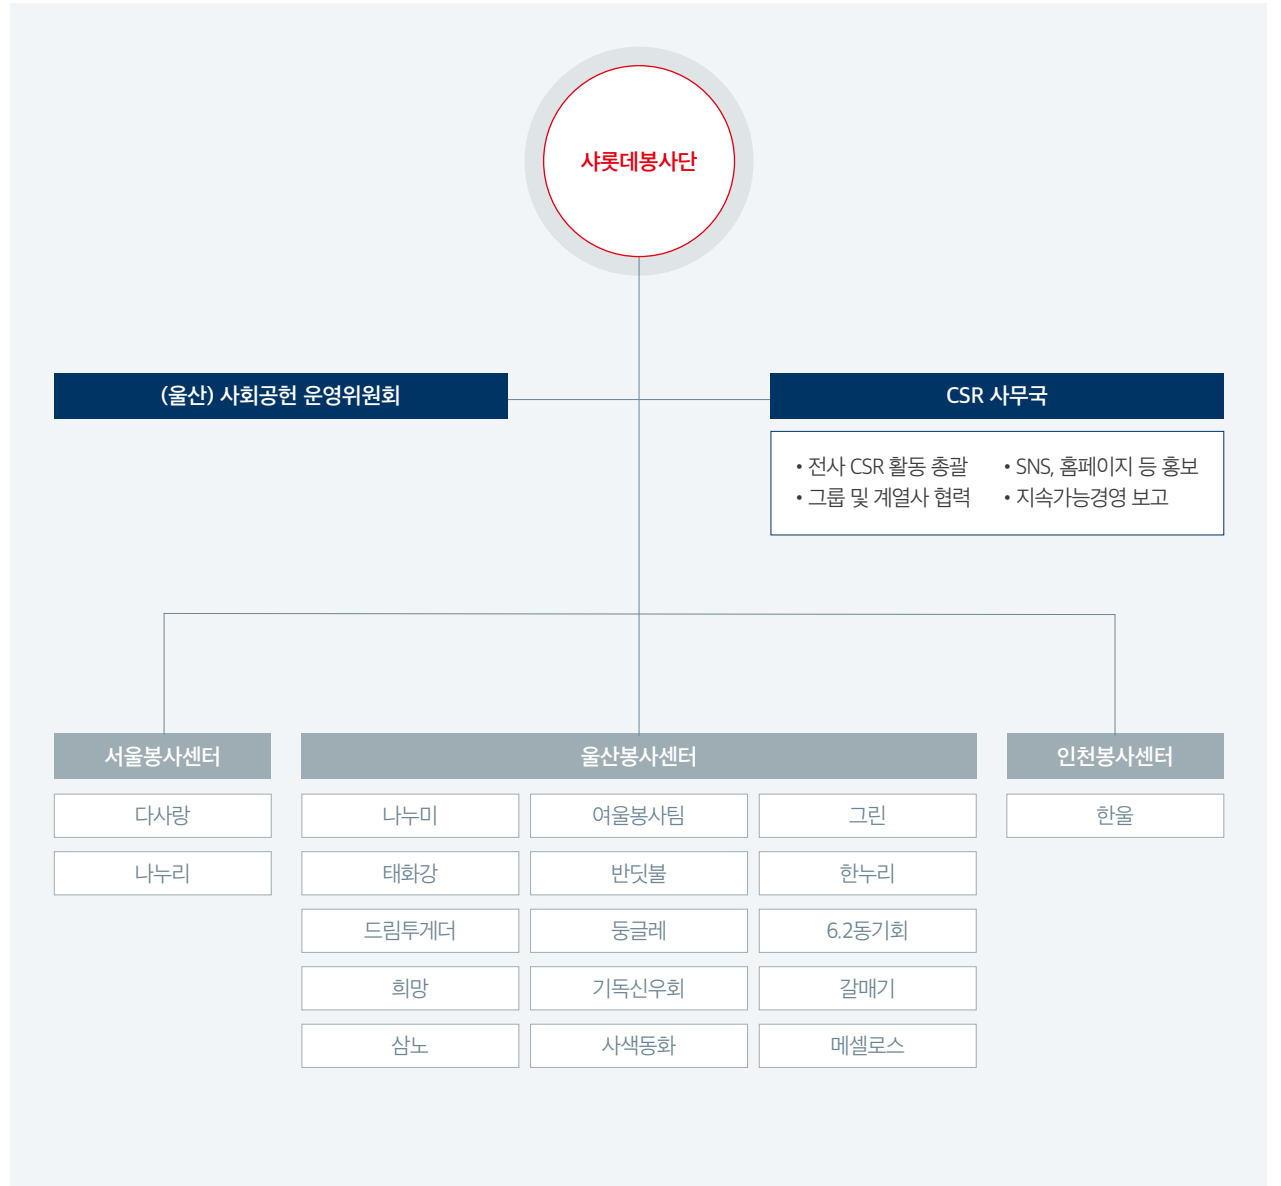 샤롯데봉사단
(울산) 사회공헌 운영위원회
CSR 사무국
• 전사 CSR 활동 총괄
• 그룹 및 계열사 협력
• SNS, 홈페이지 등 홍보
• 지속가능경영 보고
서울봉사센터
다사랑
나누리
울산봉사센터
나누미
여울봉사팀
그린
태화강
반딧불
한누리
드림투게더
둥글레
6.2동기회
희망
기독신우회
갈매기
삼노
사색동화
메셀로스
인천봉사센터
한울